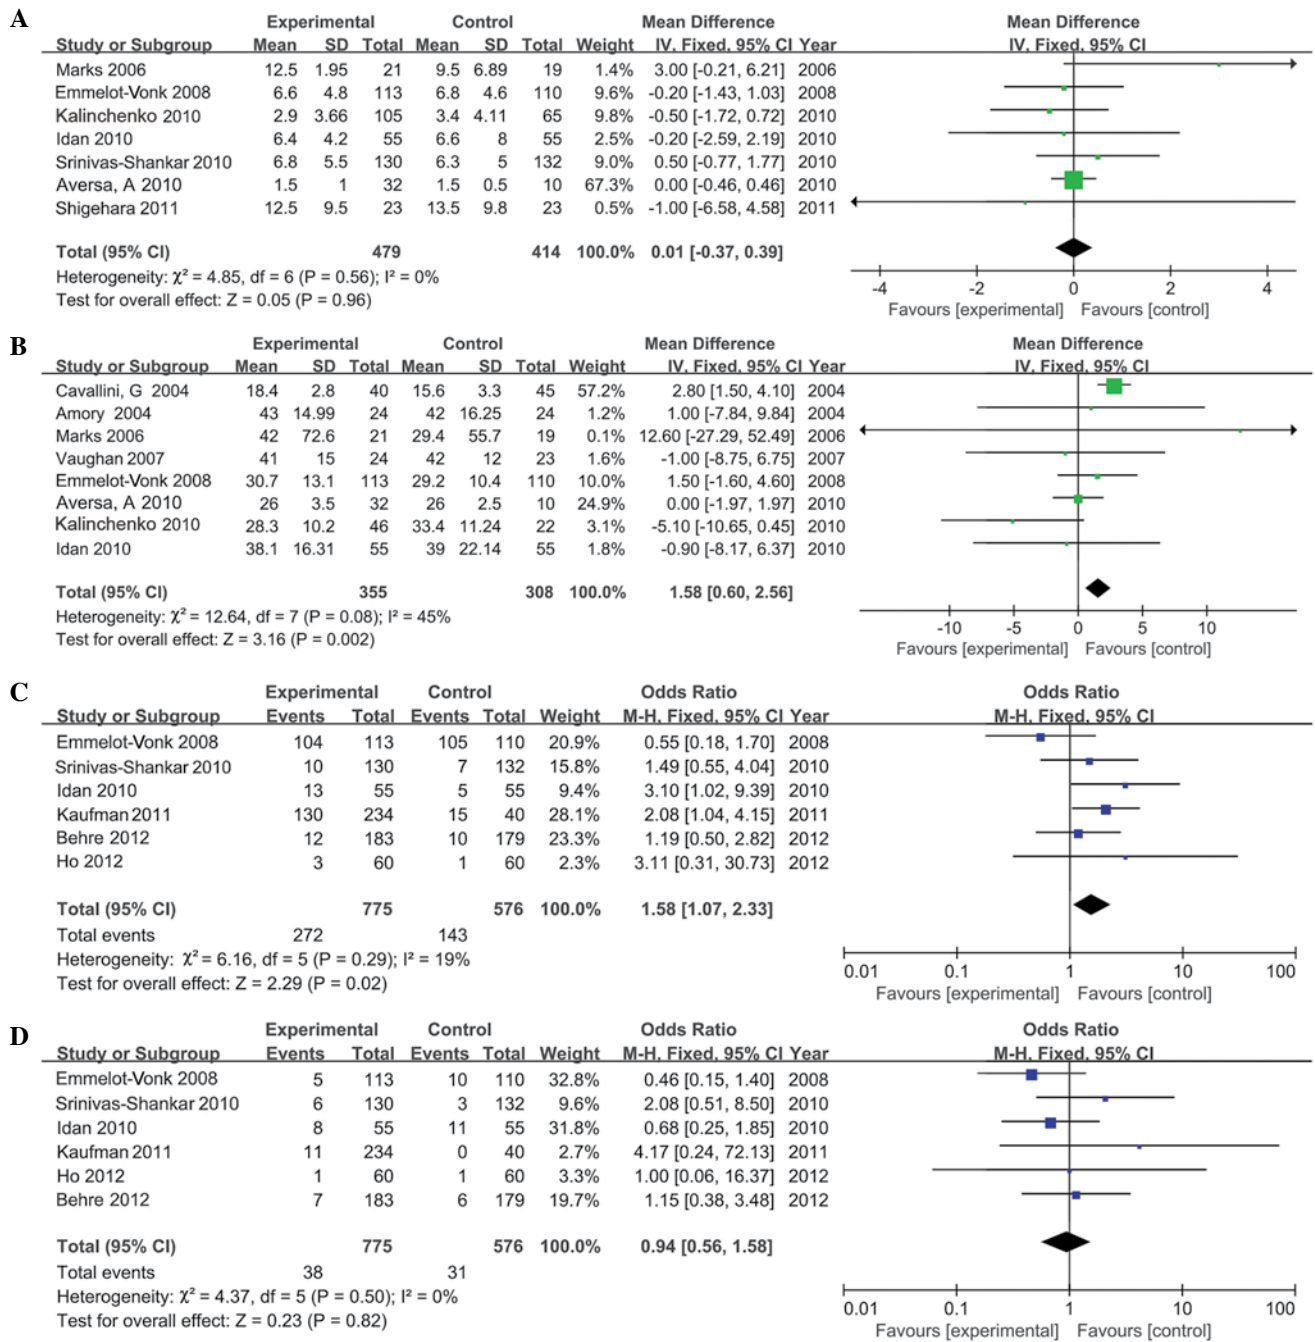 A
Experimental Control Mean Difference Mean Difference
Study or Subgroup Mean SD Total Mean SD Total Weight IV, Fixed, 95% CI Year IV, Fixed, 95% CI
Marks 2006 12.5 1.95 21 9.5 6.89 19 1.4% 3.00 [-0.21, 6.21] 2006
Emmelot-Vonk 2008 6.6 4.8 113 6.8 4.6 110 9.6% -0.20 [-1.43, 1.03] 2008
Kalinchenko 2010 2.9 3.66 105 3.4 4.11 65 9.8% -0.50 [-1.72, 0.72] 2010
Idan 2010 6.4 4.2 55 6.6 8 55 2.5% -0.20 [-2.59, 2.19] 2010
Srinivas-Shankar 2010 6.8 5.5 130 6.3 5 132 9.0% 0.50 [-0.77, 1.77] 2010
Aversa, A 2010 1.5 1 32 1.5 0.5 10 67.3% 0.00 [-0.46, 0.46] 2010
Shigehara 2011 12.5 9.5 23 13.5 9.8 23 0.5% -1.00 [-6.58, 4.58] 2011
Total (95% CI) 479 414 100.0% 0.01 [-0.37, 0.39]
Heterogeneity: χ² = 4.85, df = 6 (P = 0.56); I² = 0%
Test for overall effect: Z = 0.05 (P = 0.96)
-4 -2 0 2 4
Favours [experimental] Favours [control]
B
Experimental Control Mean Difference Mean Difference
Study or Subgroup Mean SD Total Mean SD Total Weight IV, Fixed, 95% CI Year IV, Fixed, 95% CI
Cavallini, G 2004 18.4 2.8 40 15.6 3.3 45 57.2% 2.80 [1.50, 4.10] 2004
Amory 2004 43 14.99 24 42 16.25 24 1.2% 1.00 [-7.84, 9.84] 2004
Marks 2006 42 72.6 21 29.4 55.7 19 0.1% 12.60 [-27.29, 52.49] 2006
Vaughan 2007 41 15 24 42 12 23 1.6% -1.00 [-8.75, 6.75] 2007
Emmelot-Vonk 2008 30.7 13.1 113 29.2 10.4 110 10.0% 1.50 [-1.60, 4.60] 2008
Aversa, A 2010 26 3.5 32 26 2.5 10 24.9% 0.00 [-1.97, 1.97] 2010
Kalinchenko 2010 28.3 10.2 46 33.4 11.24 22 3.1% -5.10 [-10.65, 0.45] 2010
Idan 2010 38.1 16.31 55 39 22.14 55 1.8% -0.90 [-8.17, 6.37] 2010
Total (95% CI) 355 308 100.0% 1.58 [0.60, 2.56]
Heterogeneity: χ² = 12.64, df = 7 (P = 0.08); I² = 45%
Test for overall effect: Z = 3.16 (P = 0.002)
-10 -5 0 5 10
Favours [experimental] Favours [control]
C
Experimental Control Odds Ratio Odds Ratio
Study or Subgroup Events Total Events Total Weight M-H, Fixed, 95% CI Year M-H, Fixed, 95% CI
Emmelot-Vonk 2008 104 113 105 110 20.9% 0.55 [0.18, 1.70] 2008
Srinivas-Shankar 2010 10 130 7 132 15.8% 1.49 [0.55, 4.04] 2010
Idan 2010 13 55 5 55 9.4% 3.10 [1.02, 9.39] 2010
Kaufman 2011 130 234 15 40 28.1% 2.08 [1.04, 4.15] 2011
Behre 2012 12 183 10 179 23.3% 1.19 [0.50, 2.82] 2012
Ho 2012 3 60 1 60 2.3% 3.11 [0.31, 30.73] 2012
Total (95% CI) 775 576 100.0% 1.58 [1.07, 2.33]
Total events 272 143
Heterogeneity: χ² = 6.16, df = 5 (P = 0.29); I² = 19%
Test for overall effect: Z = 2.29 (P = 0.02)
0.01 0.1 1 10 100
Favours [experimental] Favours [control]
D
Experimental Control Odds Ratio Odds Ratio
Study or Subgroup Events Total Events Total Weight M-H, Fixed, 95% CI Year M-H, Fixed, 95% CI
Emmelot-Vonk 2008 5 113 10 110 32.8% 0.46 [0.15, 1.40] 2008
Srinivas-Shankar 2010 6 130 3 132 9.6% 2.08 [0.51, 8.50] 2010
Idan 2010 8 55 11 55 31.8% 0.68 [0.25, 1.85] 2010
Kaufman 2011 11 234 0 40 2.7% 4.17 [0.24, 72.13] 2011
Ho 2012 1 60 1 60 3.3% 1.00 [0.06, 16.37] 2012
Behre 2012 7 183 6 179 19.7% 1.15 [0.38, 3.48] 2012
Total (95% CI) 775 576 100.0% 0.94 [0.56, 1.58]
Total events 38 31
Heterogeneity: χ² = 4.37, df = 5 (P = 0.50); I² = 0%
Test for overall effect: Z = 0.23 (P = 0.82)
0.01 0.1 1 10 100
Favours [experimental] Favours [control]